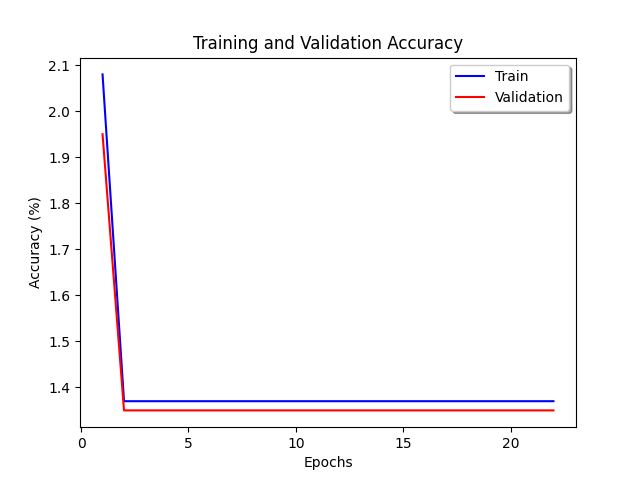 Training and Validation Accuracy
Train
Validation
Accuracy (%)
2.1
2.0
1.9
1.8
1.7
1.6
1.5
1.4
0 5 10 15 20
Epochs